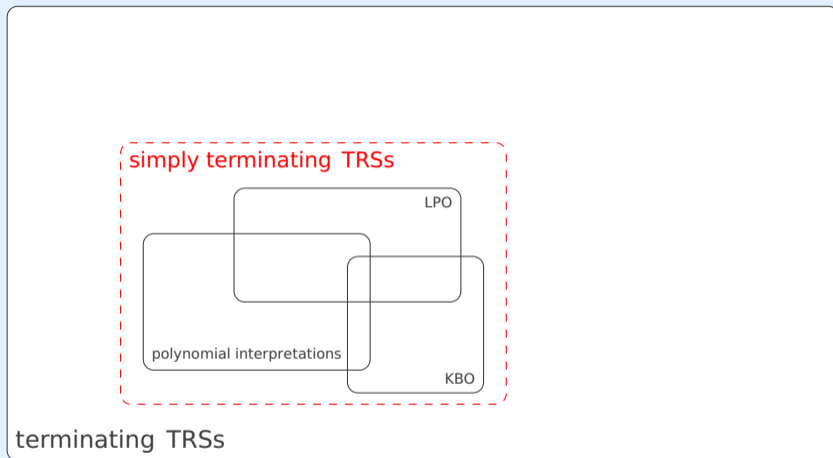 simply terminating TRSs
LPO
polynomial interpretations
KBO
terminating TRSs